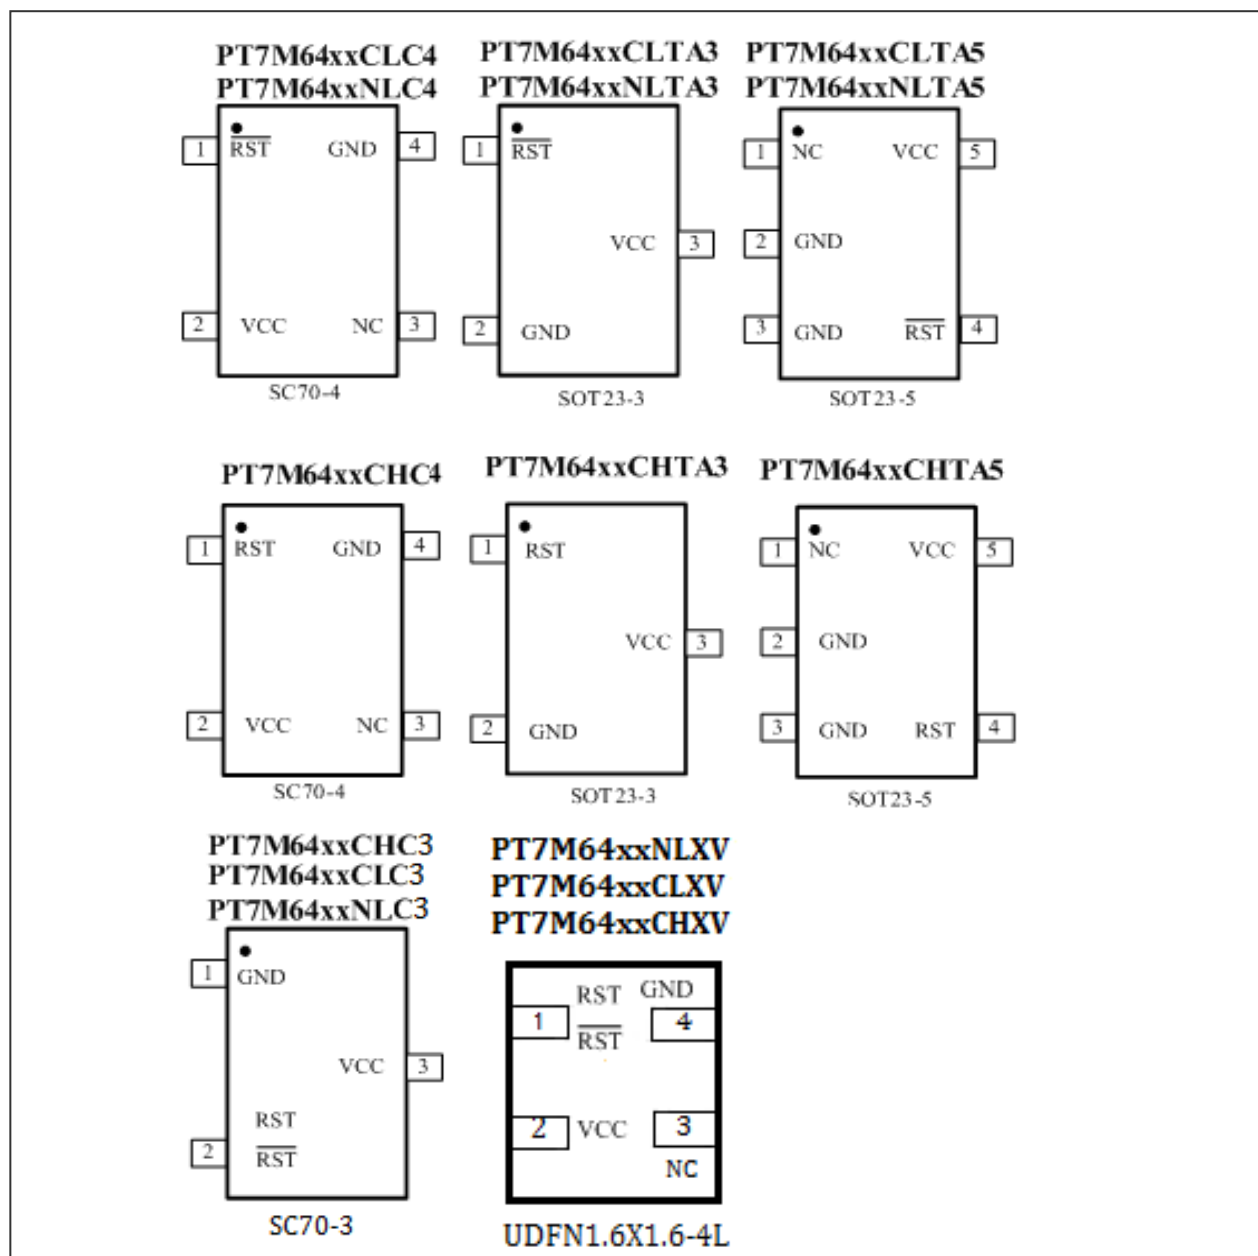 PT7M64xxCLC4
PT7M64xxNLC4
1 RST GND 4
2 VCC NC 3
SC70-4
PT7M64xxCLTA3
PT7M64xxNLTA3
1 RST
VCC 3
2 GND
SOT23-3
PT7M64xxCLTA5
PT7M64xxNLTA5
1 NC VCC 5
2 GND
3 GND RST 4
SOT23-5
PT7M64xxCHC4
1 RST GND 4
2 VCC NC 3
SC70-4
PT7M64xxCHTA3
1 RST
VCC 3
2 GND
SOT23-3
PT7M64xxCHTA5
1 NC VCC 5
2 GND
3 GND RST 4
SOT23-5
PT7M64xxCHC3
PT7M64xxCLC3
PT7M64xxNLC3
1 GND
VCC 3
RST
2 RST
SC70-3
PT7M64xxNLXV
PT7M64xxCLXV
PT7M64xxCHXV
RST GND
1 RST 4
2 VCC 3
NC
UDFN1.6X1.6-4L